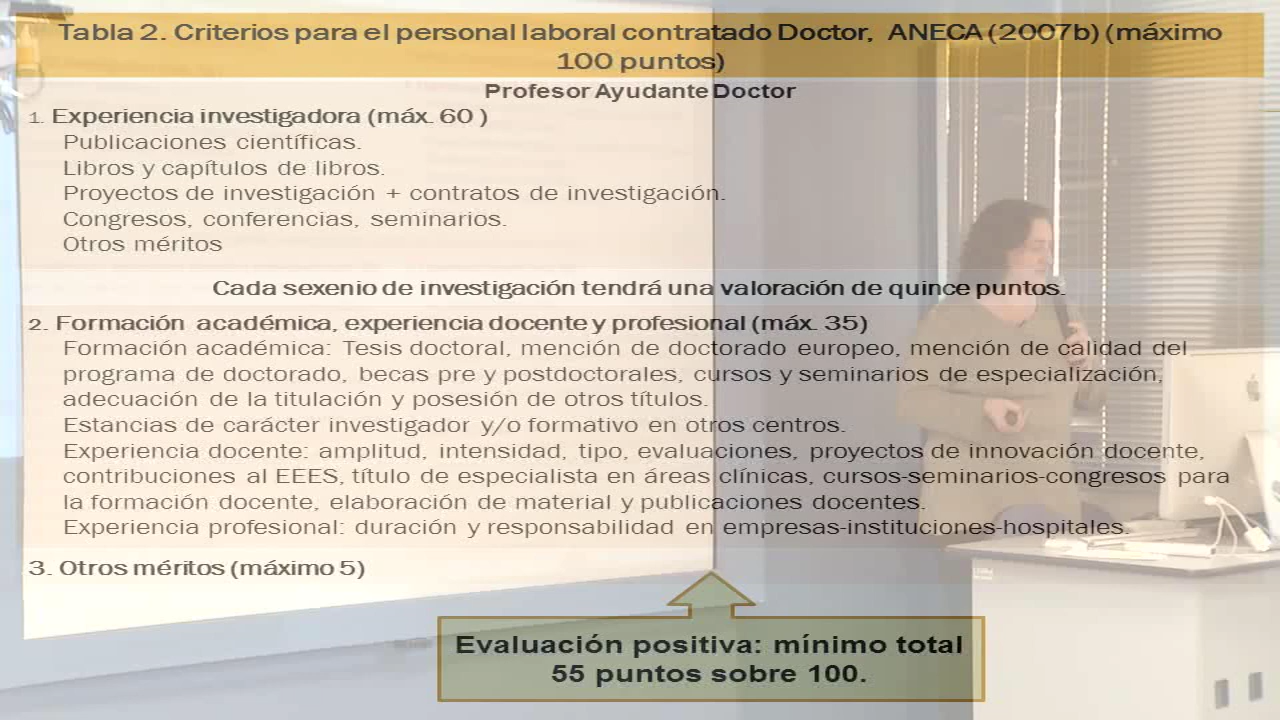 Tabla 2. Criterios para el personal laboral contratado Doctor, ANECA (2007b) (máximo
100 puntos)
Profesor Ayudante Doctor
1. Experiencia investigadora (máx. 60 )
Publicaciones científicas.
Libros y capítulos de libros.
Proyectos de investigación + contratos de investigación.
Congresos, conferencias, seminarios.
Otros méritos
Cada sexenio de investigación tendrá una valoración de quince puntos.
2. Formación académica, experiencia docente y profesional (máx. 35)
Formación académica: Tesis doctoral, mención de doctorado europeo, mención de calidad del
programa de doctorado, becas pre y postdoctorales, cursos y seminarios de especialización,
adecuación de la titulación y posesión de otros títulos.
Estancias de carácter investigador y/o formativo en otros centros.
Experiencia docente: amplitud, intensidad, tipo, evaluaciones, proyectos de innovación docente,
contribuciones al EEES, título de especialista en áreas clínicas, cursos-seminarios-congresos para
la formación docente, elaboración de material y publicaciones docentes.
Experiencia profesional: duración y responsabilidad en empresas-instituciones-hospitales.
3. Otros méritos (máximo 5)
Evaluación positiva: mínimo total
55 puntos sobre 100.